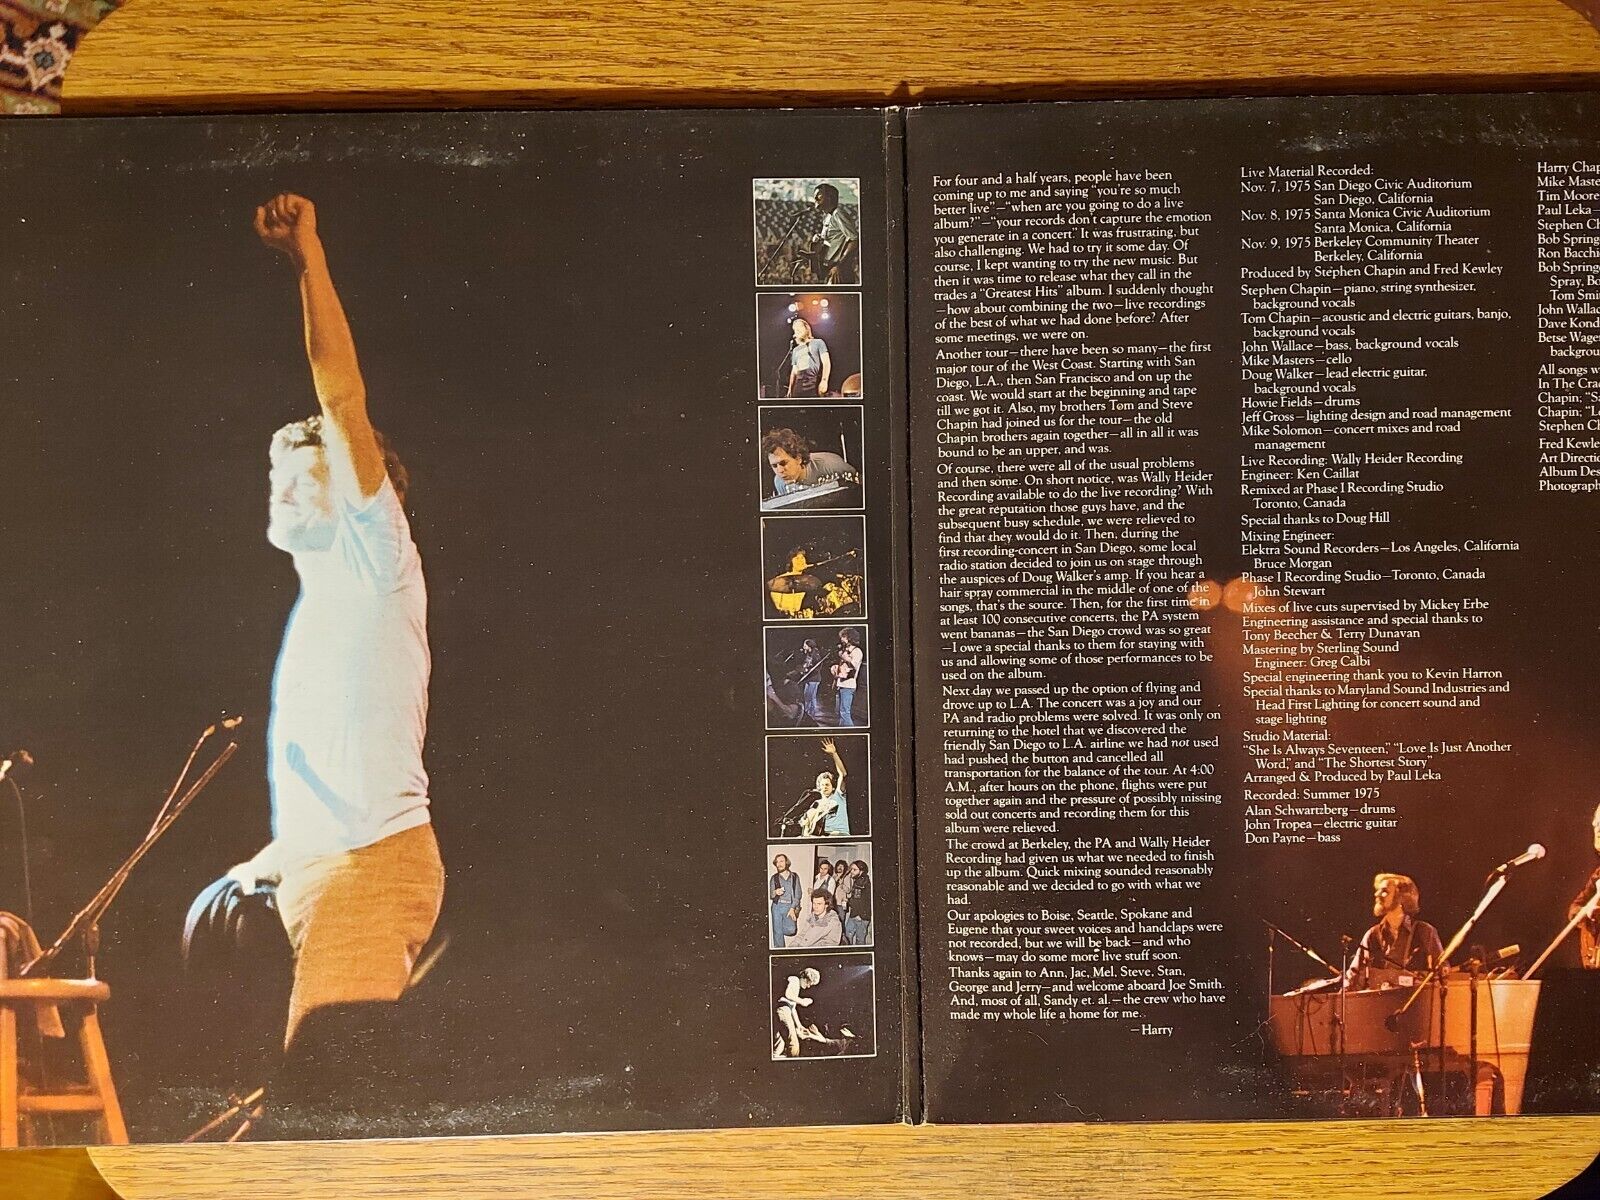 For four and a half years, people have been
coming up to me and saying "you're so much
better live"—"when are you going to do a live
album?"—"your records don't capture the emotion
you generate in a concert." It was frustrating, but
also challenging. We had to try it some day. Of
course, I kept wanting to try the new music. But
then it was time to release what they call in the
trades a "Greatest Hits" album. I suddenly thought
—how about combining the two—live recordings
of the best of what we had done before? After
some meetings, we were on.
Another tour—there have been so many—the first
major tour of the West Coast. Starting with San
Diego, L.A., then San Francisco and on up the
coast. We would start at the beginning and tape
till we got it. Also, my brothers Tom and Steve
Chapin had joined us for the tour—the old
Chapin brothers again together—all in all it was
bound to be an upper, and was.
Of course, there were all of the usual problems
and then some. On short notice, was Wally Heider
Recording available to do the live recording? With
the great reputation those guys have, and the
subsequent busy schedule, we were relieved to
find that they would do it. Then, during the
first recording-concert in San Diego, some local
radio station decided to join us on stage through
the auspices of Doug Walker's amp. If you hear a
hair spray commercial in the middle of one of the
songs, that's the source. Then, for the first time in
at least 100 consecutive concerts, the PA system
went bananas—the San Diego crowd was so great
—I owe a special thanks to them for staying with
us and allowing some of those performances to be
used on the album.
Next day we passed up the option of flying and
drove up to L.A. The concert was a joy and our
PA and radio problems were solved. It was only on
returning to the hotel that we discovered the
friendly San Diego to L.A. airline we had not used
had pushed the button and cancelled all
transportation for the balance of the tour. At 4:00
A.M., after hours on the phone, flights were put
together again and the pressure of possibly missing
sold out concerts and recording them for this
album were relieved.
The crowd at Berkeley, the PA and Wally Heider
Recording had given us what we needed to finish
up the album. Quick mixing sounded reasonably
reasonable and we decided to go with what we
had.
Our apologies to Boise, Seattle, Spokane and
Eugene that your sweet voices and handclaps were
not recorded, but we will be back—and who
knows—may do some more live stuff soon.
Thanks again to Ann, Jac, Mel, Steve, Stan,
George and Jerry—and welcome aboard Joe Smith.
And, most of all, Sandy et. al.—the crew who have
made my whole life a home for me.
—Harry
Live Material Recorded:
Nov. 7, 1975 San Diego Civic Auditorium
San Diego, California
Nov. 8, 1975 Santa Monica Civic Auditorium
Santa Monica, California
Nov. 9, 1975 Berkeley Community Theater
Berkeley, California
Produced by Stephen Chapin and Fred Kewley
Stephen Chapin—piano, string synthesizer,
background vocals
Tom Chapin—acoustic and electric guitars, banjo,
background vocals
John Wallace—bass, background vocals
Mike Masters—cello
Doug Walker—lead electric guitar,
background vocals
Howie Fields—drums
Jeff Gross—lighting design and road management
Mike Solomon—concert mixes and road
management
Live Recording: Wally Heider Recording
Engineer: Ken Caillat
Remixed at Phase I Recording Studio
Toronto, Canada
Special thanks to Doug Hill
Mixing Engineer:
Elektra Sound Recorders—Los Angeles, California
Bruce Morgan
Phase I Recording Studio—Toronto, Canada
John Stewart
Mixes of live cuts supervised by Mickey Erbe
Engineering assistance and special thanks to
Tony Beecher & Terry Dunavan
Mastering by Sterling Sound
Engineer: Greg Calbi
Special engineering thank you to Kevin Harron
Special thanks to Maryland Sound Industries and
Head First Lighting for concert sound and
stage lighting
Studio Material:
"She Is Always Seventeen," "Love Is Just Another
Word," and "The Shortest Story"
Arranged & Produced by Paul Leka
Recorded: Summer 1975
Alan Schwartzberg—drums
John Tropea—electric guitar
Don Payne—bass
Harry Chap
Mike Maste
Tim Moore
Paul Leka—
Stephen Ch
Bob Spring
Ron Bacchi
Bob Spring
Spray, Bo
Tom Smi
John Wallac
Dave Kond
Betse Wage
backgrou
All songs w
In The Cra
Chapin; "Sa
Chapin; "L
Stephen Ch
Fred Kewle
Art Directio
Album Des
Photograph